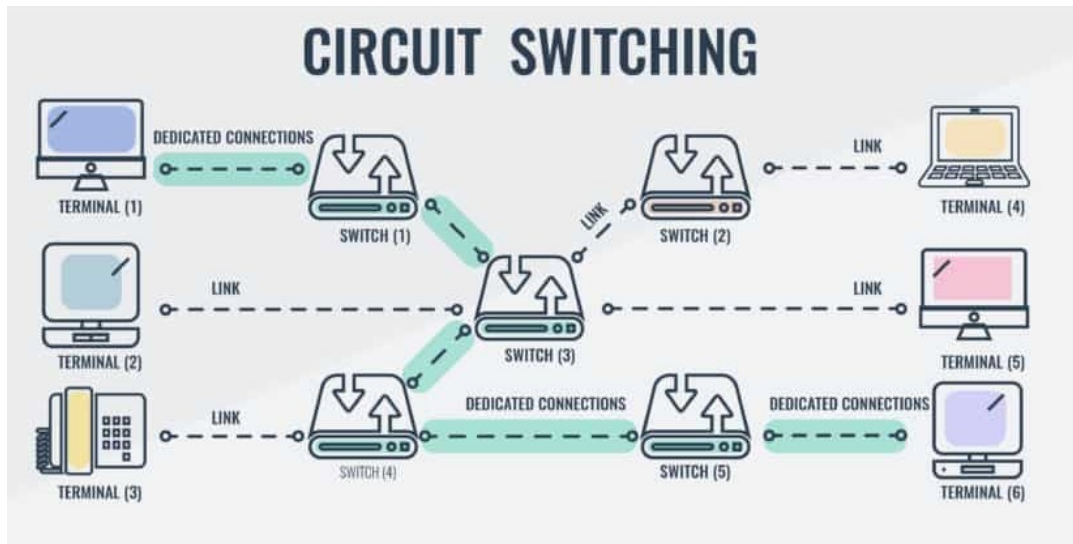 CIRCUIT SWITCHING
DEDICATED CONNECTIONS
LINK
TERMINAL (1)
SWITCH (1)
LINK
SWITCH (2)
TERMINAL (4)
LINK
LINK
TERMINAL (2)
SWITCH (3)
TERMINAL (5)
LINK
DEDICATED CONNECTIONS
DEDICATED CONNECTIONS
TERMINAL (3)
SWITCH (4)
SWITCH (5)
TERMINAL (6)